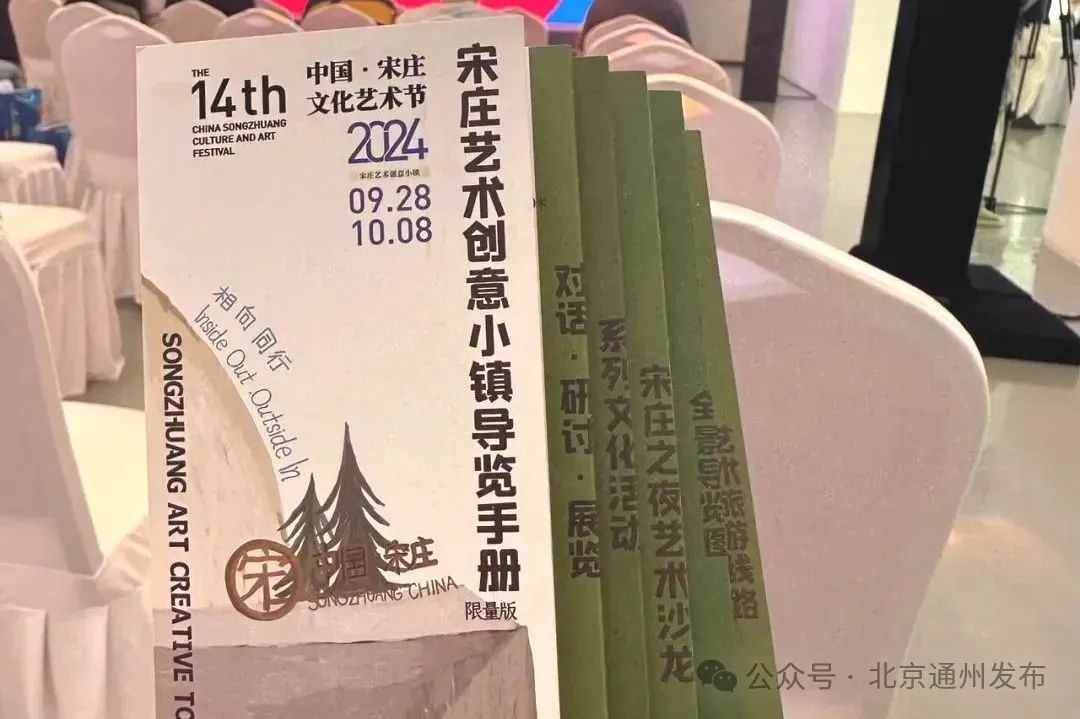 THE
14th
CHINA SONGZHUANG
CULTURE AND ART
FESTIVAL
中国·宋庄
文化艺术节
2024
宋庄艺术创意小镇
09.28
10.08
宋庄艺术创意小镇导览手册
限量版
相向同行
Inside Out . Outside In
SONGZHUANG ART CREATIVE TO
宋
中国·宋庄
SONGZHUANG CHINA
对话·研讨·展览
系列文化活动
宋庄之夜艺术沙龙
全景导览图
旅游线路
公众号·北京通州发布